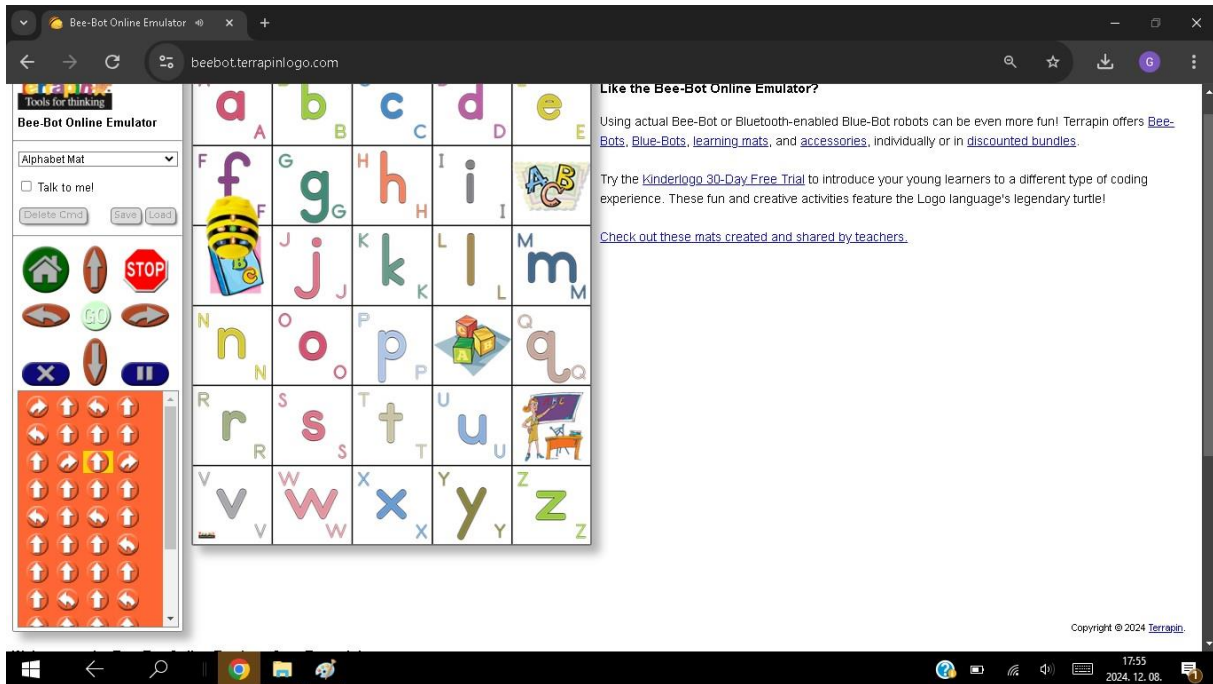 Bee-Bot Online Emulator
beebot.terrapinlogo.com
G
Tools for thinking
Bee-Bot Online Emulator
Alphabet Mat
Talk to me!
Delete Cmd Save Load
STOP
GO
a A b B c C d D e E
F f F G g G H h H I i I ABC
BC J j J K k K L l L M m M
N n N O o O P p P C B A Q q Q
R r R S s S T t T U u U
V v V W w W X x X Y y Y Z z Z
Like the Bee-Bot Online Emulator?
Using actual Bee-Bot or Bluetooth-enabled Blue-Bot robots can be even more fun! Terrapin offers Bee-
Bots, Blue-Bots, learning mats, and accessories, individually or in discounted bundles.
Try the Kinderlogo 30-Day Free Trial to introduce your young learners to a different type of coding
experience. These fun and creative activities feature the Logo language's legendary turtle!
Check out these mats created and shared by teachers.
Copyright © 2024 Terrapin.
17:55
2024. 12. 08.
1